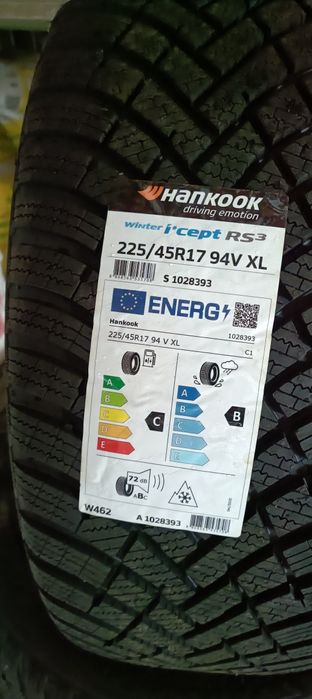 HANKOOK
driving emotion
winter i*cept RS3
225/45R17 94V XL
S 1028393
ENERG
Hankook
1028393
225/45R17 94 V XL
C1
A
B
C
D
E
C
A
B
C
D
E
B
72 dB
ABC
W462
A 1028393